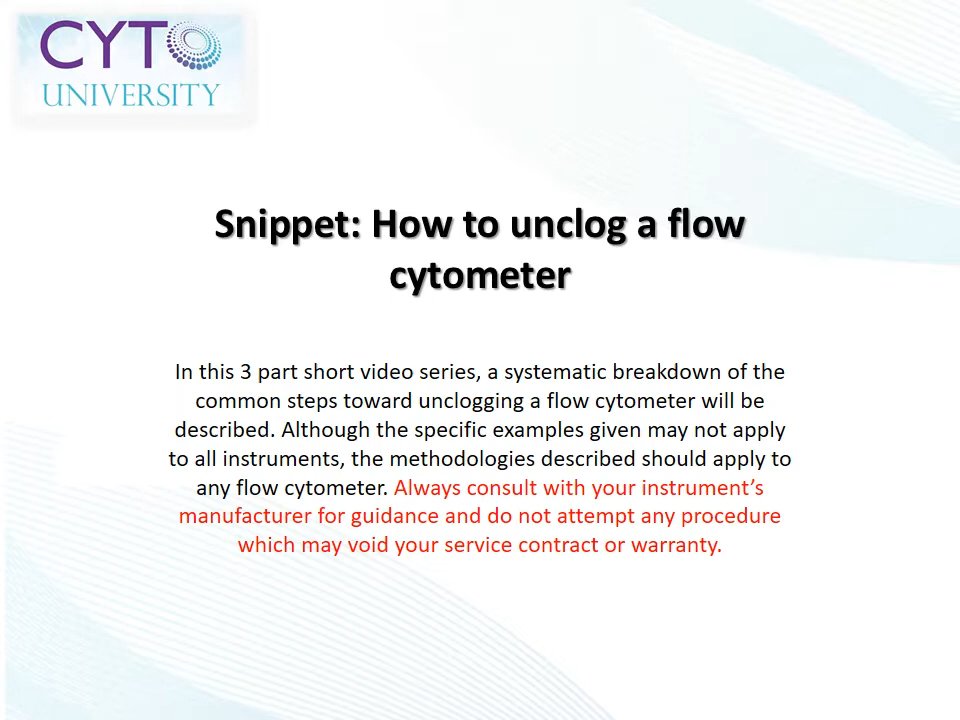 CYTO
UNIVERSITY
Snippet: How to unclog a flow
cytometer
In this 3 part short video series, a systematic breakdown of the
common steps toward unclogging a flow cytometer will be
described. Although the specific examples given may not apply
to all instruments, the methodologies described should apply to
any flow cytometer. Always consult with your instrument’s
manufacturer for guidance and do not attempt any procedure
which may void your service contract or warranty.